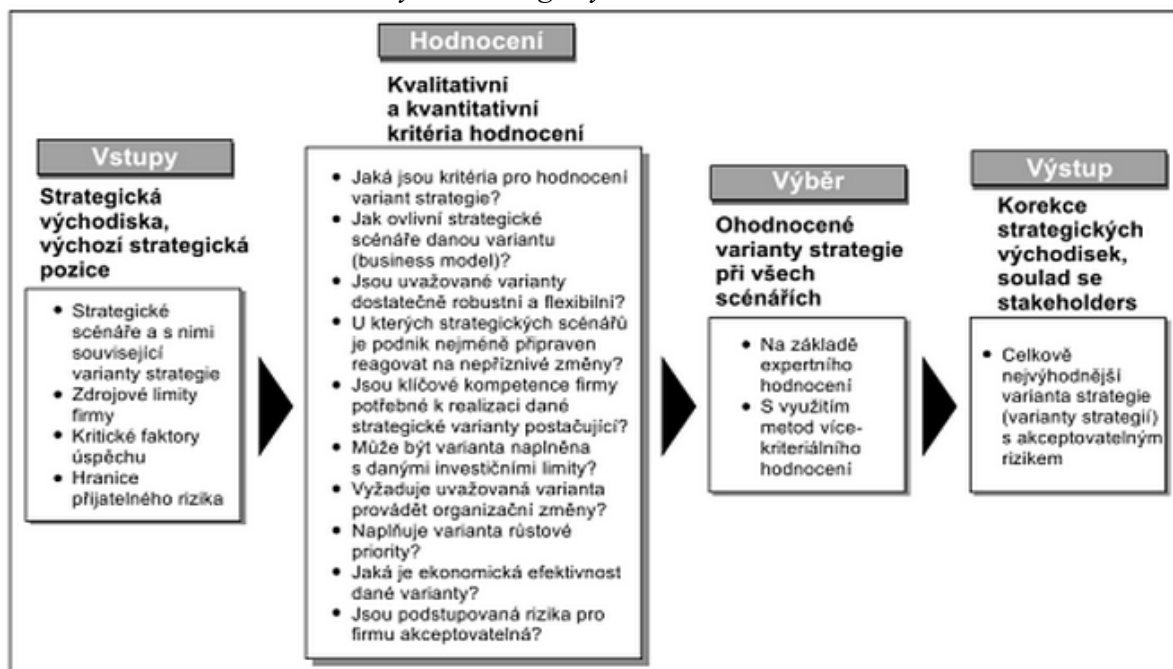 Vstupy
Strategická
východiska,
výchozí strategická
pozice
• Strategické
scénáře a s nimi
související
varianty strategie
• Zdrojové limity
firmy
• Kritické faktory
úspěchu
• Hranice
přijatelného rizika
Hodnocení
Kvalitativní
a kvantitativní
kritéria hodnocení
• Jaká jsou kritéria pro hodnocení
variant strategie?
• Jak ovlivní strategické
scénáře danou variantu
(business model)?
• Jsou uvažované varianty
dostatečně robustní a flexibilní?
• U kterých strategických scénářů
je podnik nejméně připraven
reagovat na nepříznivé změny?
• Jsou klíčové kompetence firmy
potřebné k realizaci dané
strategické varianty postačující?
• Může být varianta naplněna
s danými investičními limity?
• Vyžaduje uvažovaná varianta
provádět organizační změny?
• Naplňuje varianta růstové
priority?
• Jaká je ekonomická efektivnost
dané varianty?
• Jsou podstupovaná rizika pro
firmu akceptovatelná?
Výběr
Ohodnocené
varianty strategie
při všech
scénářích
• Na základě
expertního
hodnocení
• S využitím
metod více-
kriteriálního
hodnocení
Výstup
Korekce
strategických
východisek,
soulad se
stakeholders
• Celkově
nejvýhodnější
varianta strategie
(varianty strategií)
s akceptovatelným
rizikem